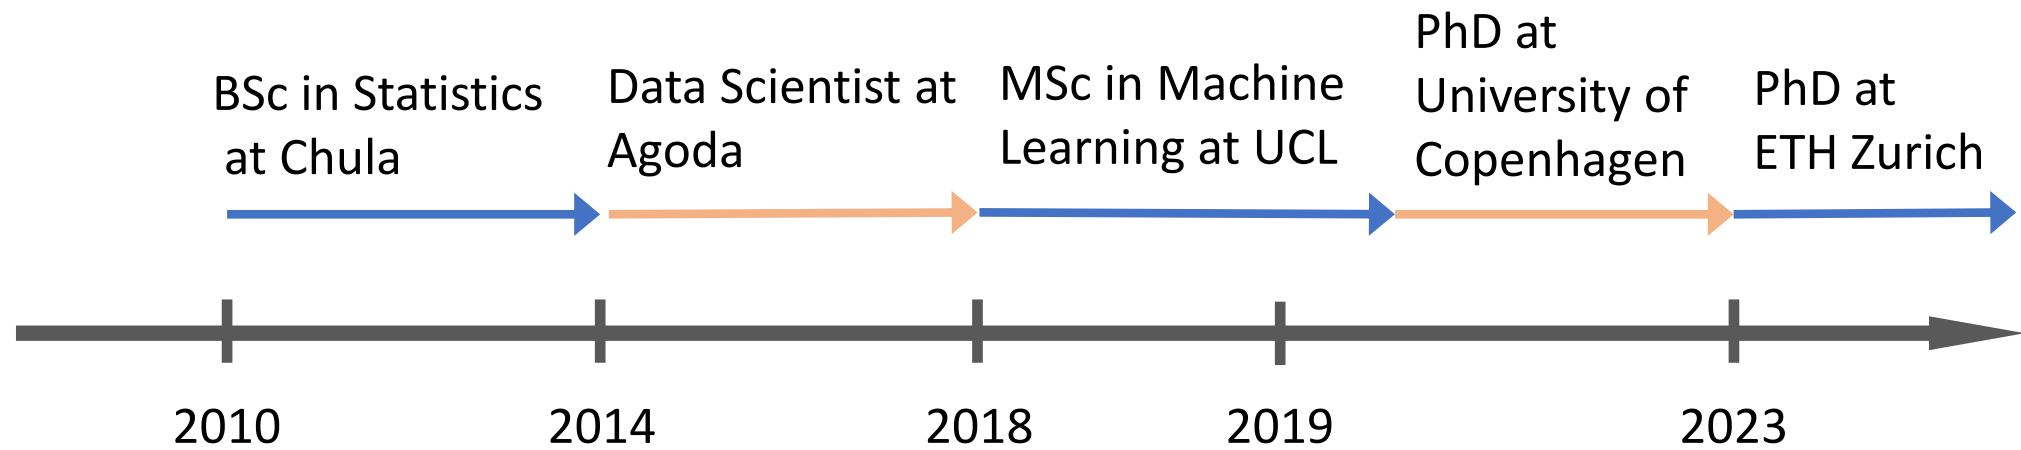 BSc in Statistics
at Chula
Data Scientist at
Agoda
MSc in Machine
Learning at UCL
PhD at
University of
Copenhagen
PhD at
ETH Zurich
2010
2014
2018
2019
2023